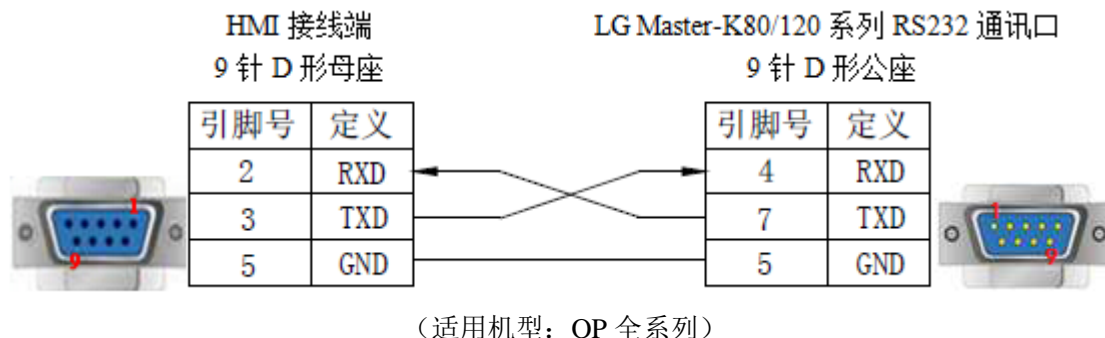 HMI 接线端
9 针 D 形母座
LG Master-K80/120 系列 RS232 通讯口
9 针 D 形公座
引脚号 定义
2 RXD
3 TXD
5 GND
引脚号 定义
4 RXD
7 TXD
5 GND
1
9
1
9
（适用机型：OP 全系列）